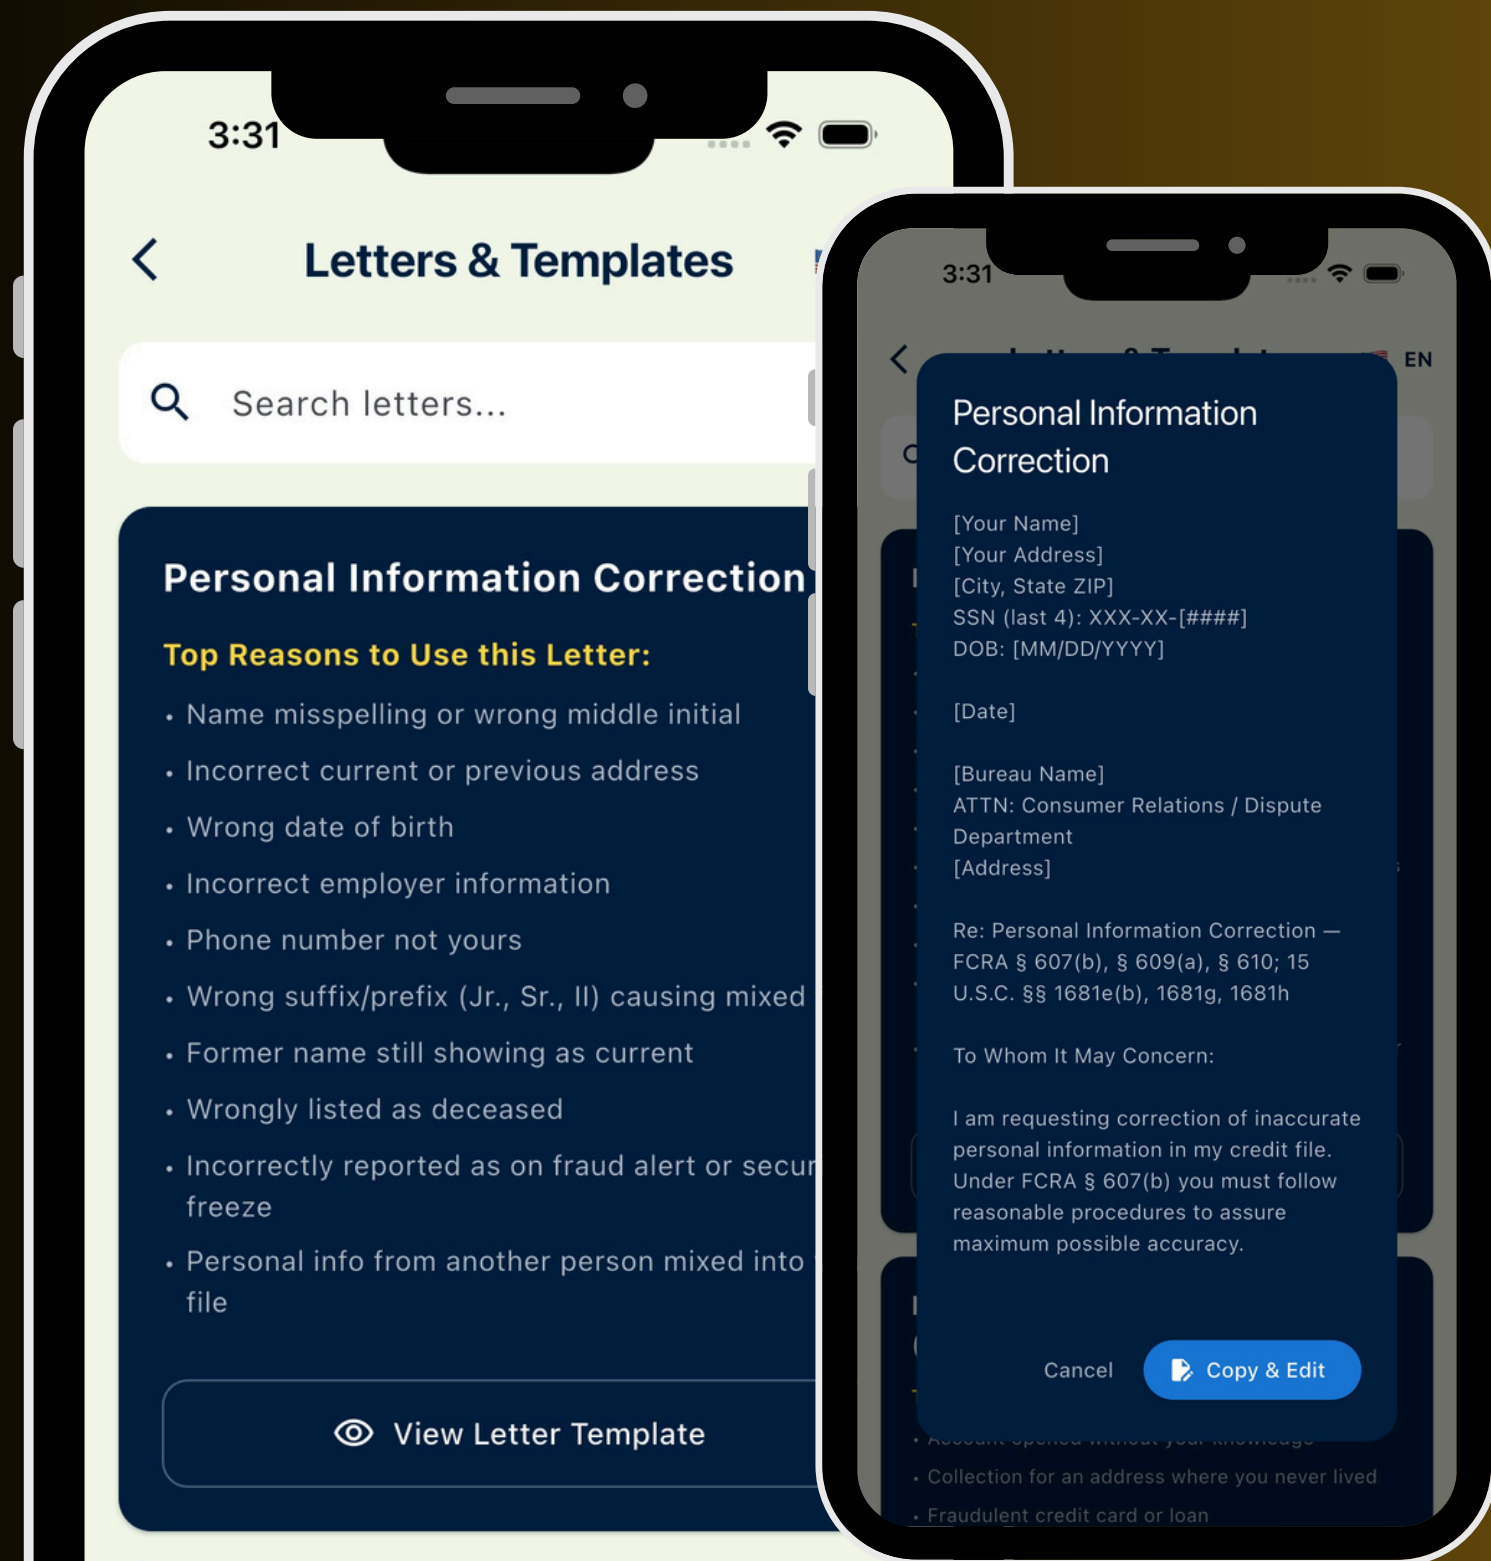 3:31
Letters & Templates
Search letters...
Personal Information Correction
Top Reasons to Use this Letter:
• Name misspelling or wrong middle initial
• Incorrect current or previous address
• Wrong date of birth
• Incorrect employer information
• Phone number not yours
• Wrong suffix/prefix (Jr., Sr., II) causing mixed
• Former name still showing as current
• Wrongly listed as deceased
• Incorrectly reported as on fraud alert or
freeze
• Personal info from another person mixed into
file
View Letter Template
3:31
EN
Personal Information
Correction
[Your Name]
[Your Address]
[City, State ZIP]
SSN (last 4): XXX-XX-[####]
DOB: [MM/DD/YYYY]
[Date]
[Bureau Name]
ATTN: Consumer Relations / Dispute
Department
[Address]
Re: Personal Information Correction —
FCRA § 607(b), § 609(a), § 610; 15
U.S.C. §§ 1681e(b), 1681g, 1681h
To Whom It May Concern:
I am requesting correction of inaccurate
personal information in my credit file.
Under FCRA § 607(b) you must follow
reasonable procedures to assure
maximum possible accuracy.
Cancel
Copy & Edit
• Account opened without your knowledge
• Collection for an address where you never lived
• Fraudulent credit card or loan